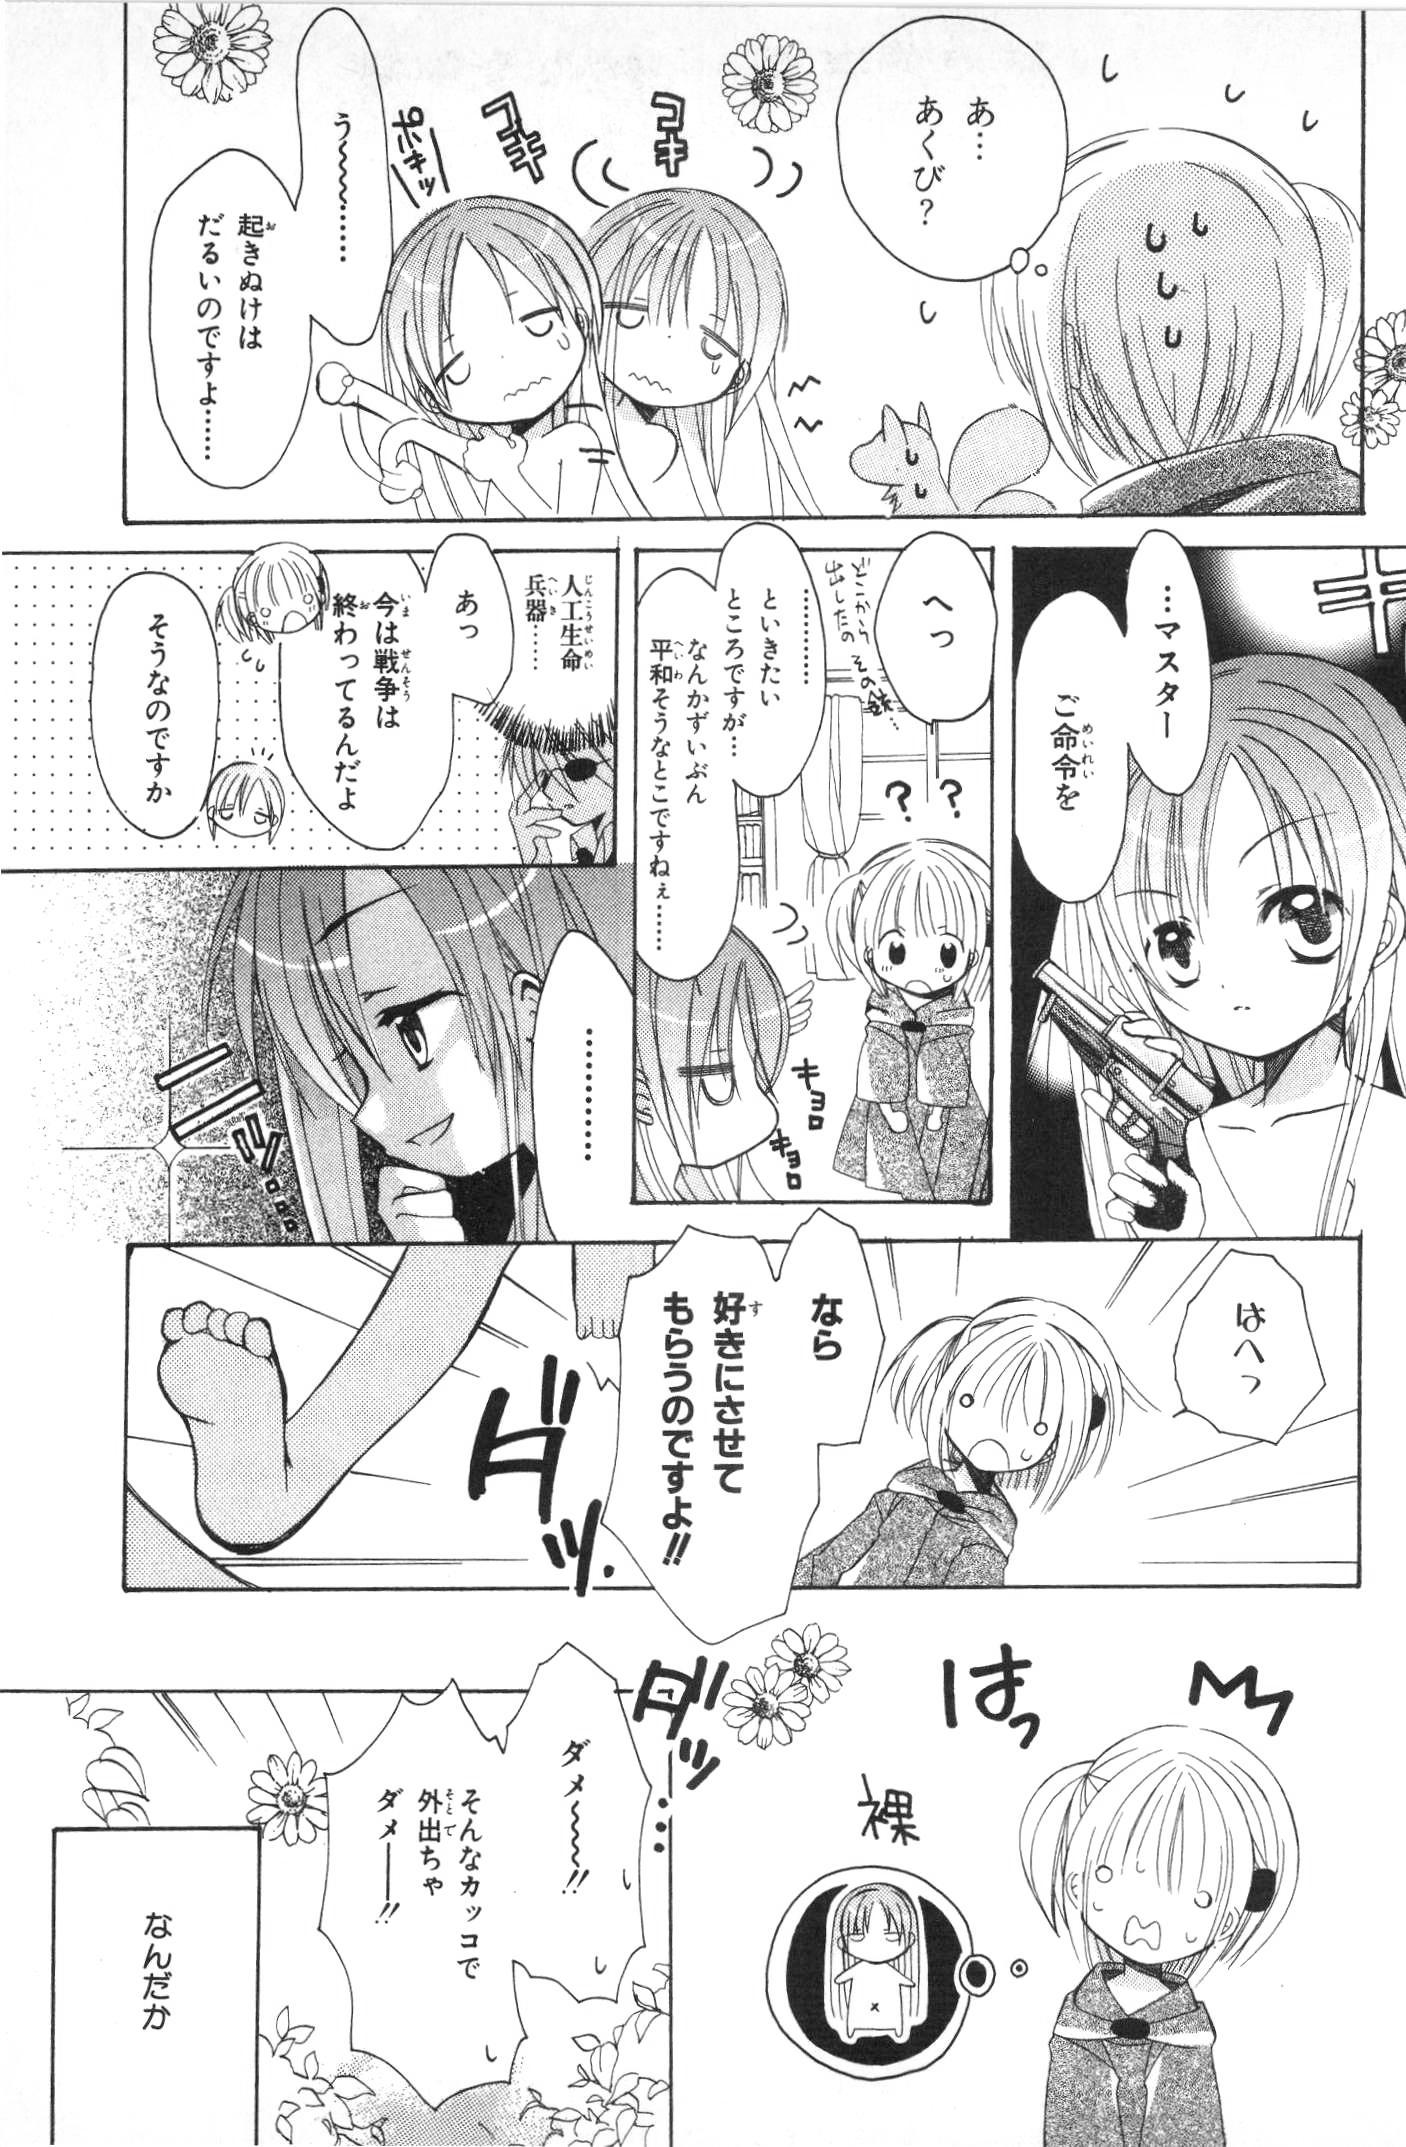 あ…
あくび？
コキ
コキ
ポキッ
う〜〜〜………
起きぬけは
だるいのですよ……
キ
…マスター
ご命令を
へっ
？？
どこから
出したの
その銃…
…………
といきたい
ところですが…
なんかずいぶん
平和そうなとこですねぇ……
キョロ
キョロ
人工生命
兵器……
あっ
今は戦争は
終わってるんだよ
そうなのですか
…………
はへっ
なら
好きにさせて
もらうのですよ!!
ダッ
はっ
裸
ダッ…
ダメ〜〜〜!!
そんなカッコで
外出ちゃ
ダメ――!!
なんだか